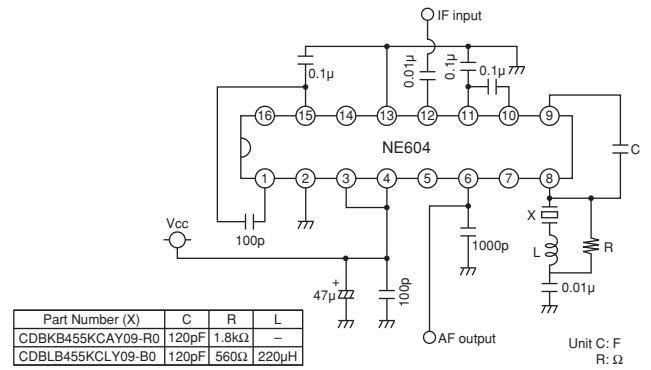 IF input
0.1μ
0.01μ
0.1μ
0.1μ
16 15 14 13 12 11 10 9
NE604
C
1 2 3 4 5 6 7 8
X
L
R
Vcc
100p
1000p
0.01μ
+
47μ
100p
AF output
Unit C: F
R: Ω
Part Number (X) C R L
CDBKB455KCAY09-R0 120pF 1.8kΩ –
CDBLB455KCLY09-B0 120pF 560Ω 220μH